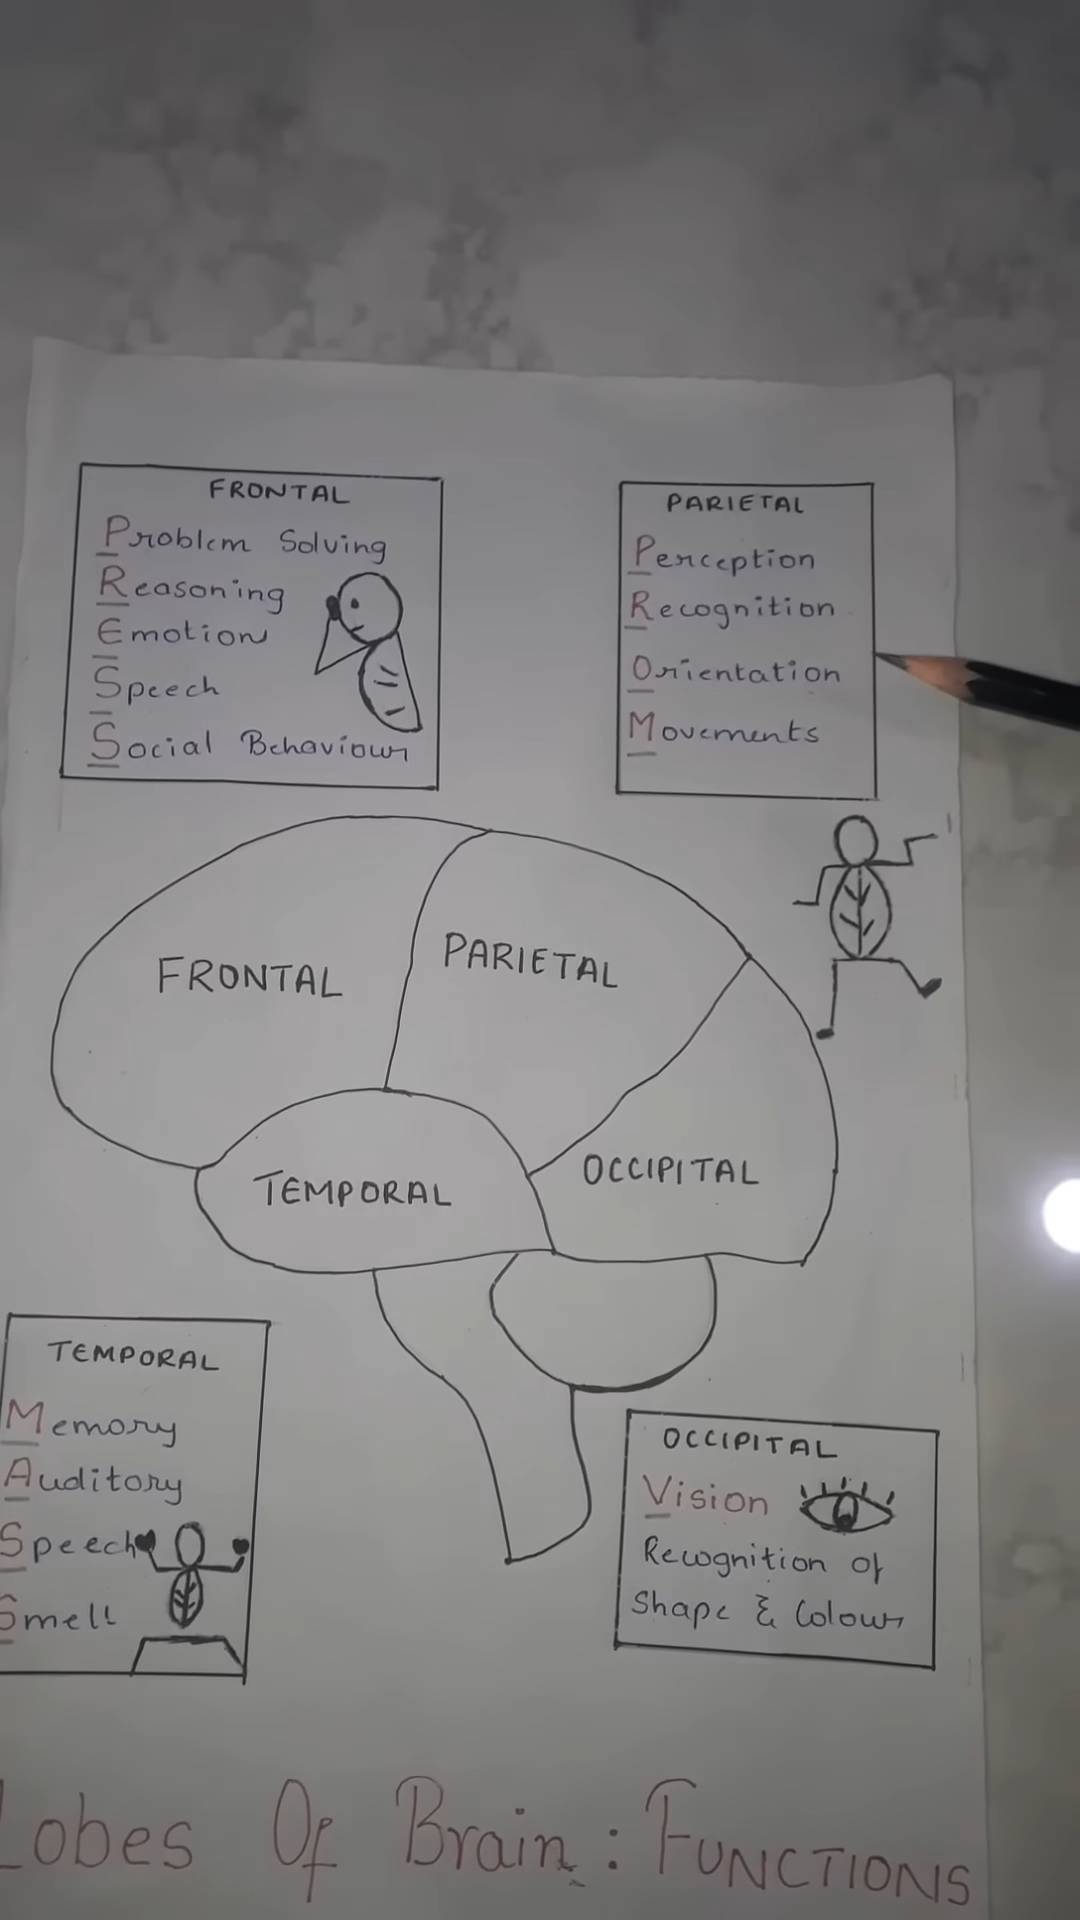 FRONTAL
Problem Solving
Reasoning
Emotion
Speech
Social Behaviour
PARIETAL
Perception
Recognition
Orientation
Movements
FRONTAL
PARIETAL
TEMPORAL
OCCIPITAL
TEMPORAL
Memory
Auditory
Speech
Smell
OCCIPITAL
Vision
Recognition of
Shape & Colour
Lobes Of Brain: FUNCTIONS